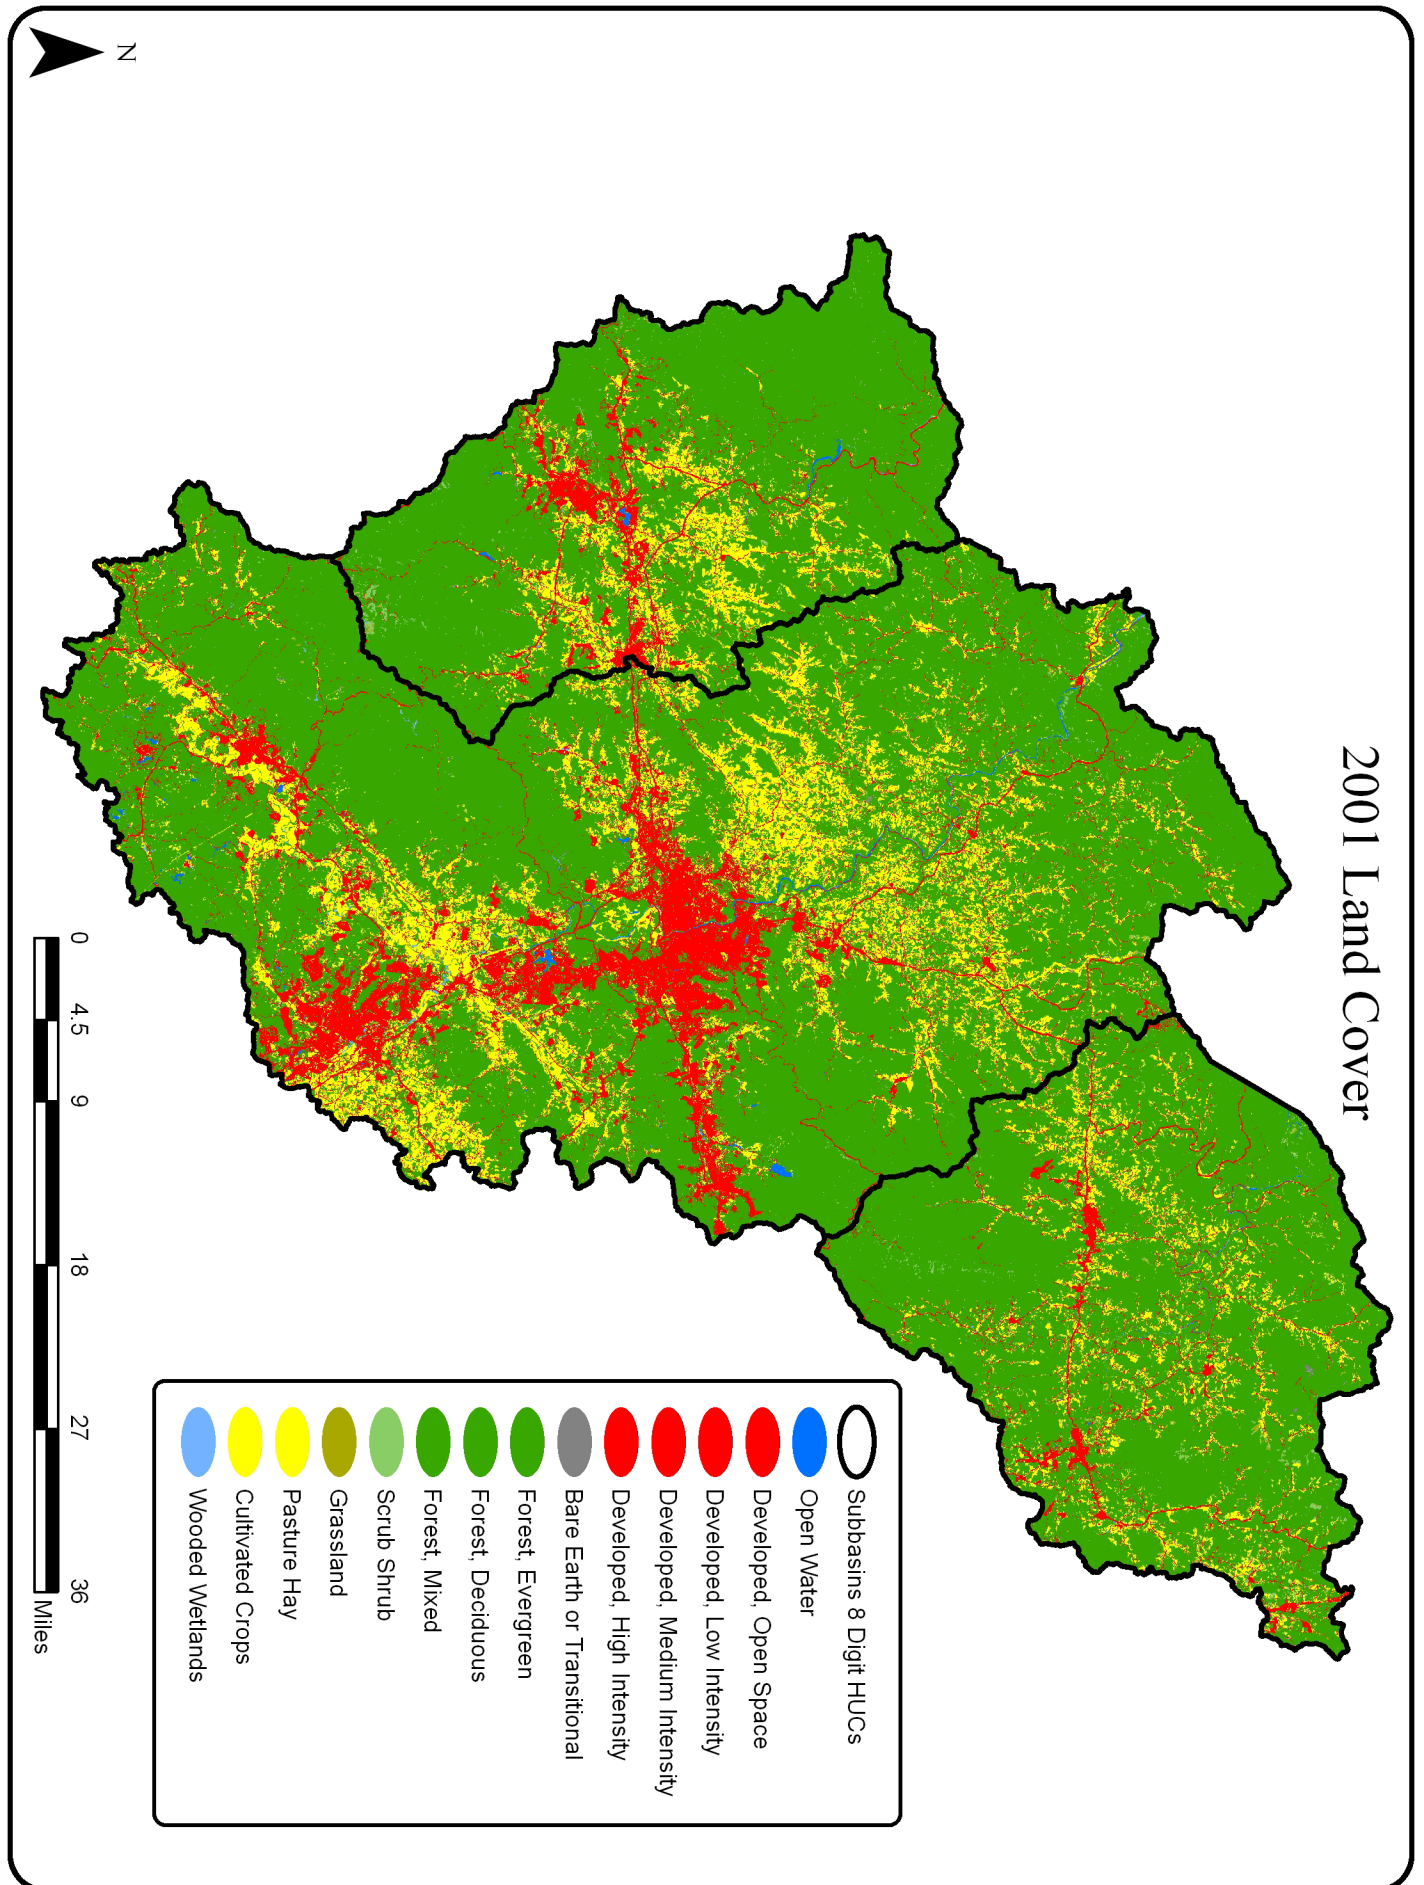 2001 Land Cover
Subbasins 8 Digit HUCs
Open Water
Developed, Open Space
Developed, Low Intensity
Developed, Medium Intensity
Developed, High Intensity
Bare Earth or Transitional
Forest, Evergreen
Forest, Deciduous
Forest, Mixed
Scrub Shrub
Grassland
Pasture Hay
Cultivated Crops
Wooded Wetlands
N
0 4.5 9 18 27 36
Miles